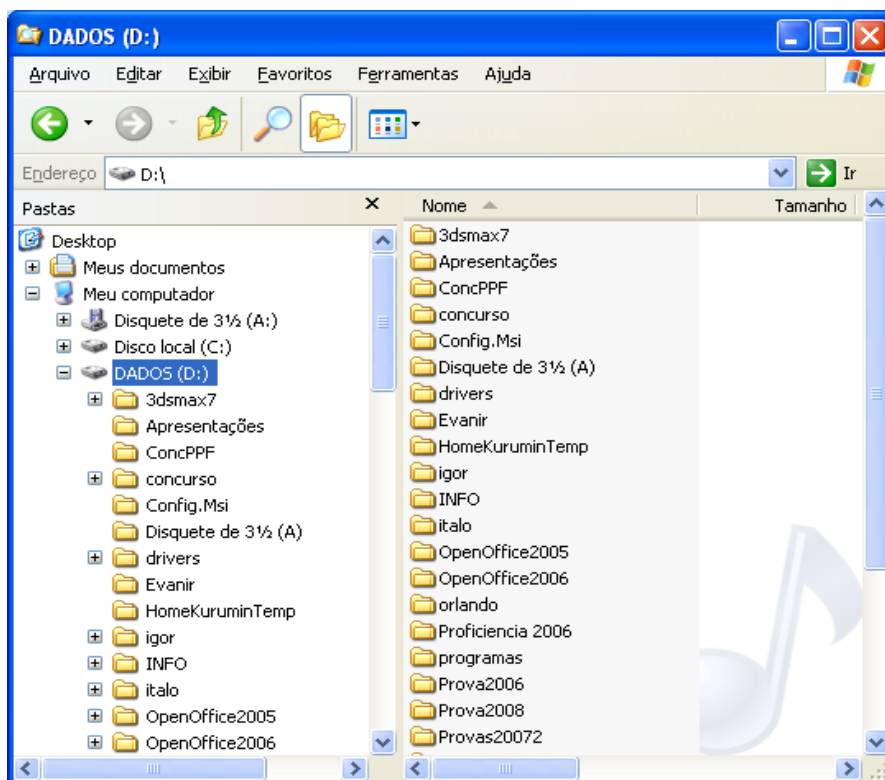 DADOS (D:)
Arquivo Editar Exibir Favoritos Ferramentas Ajuda
Endereço D:\ Ir
Pastas
Desktop
Meus documentos
Meu computador
Disquete de 3½ (A:)
Disco local (C:)
DADOS (D:)
3dsmax7
Apresentações
ConcPPF
concurso
Config.Msi
Disquete de 3½ (A)
drivers
Evanir
HomeKuruminTemp
igor
INFO
italo
OpenOffice2005
OpenOffice2006
Nome Tamanho
3dsmax7
Apresentações
ConcPPF
concurso
Config.Msi
Disquete de 3½ (A)
drivers
Evanir
HomeKuruminTemp
igor
INFO
italo
OpenOffice2005
OpenOffice2006
orlando
Proficiencia 2006
programas
Prova2006
Prova2008
Provas20072